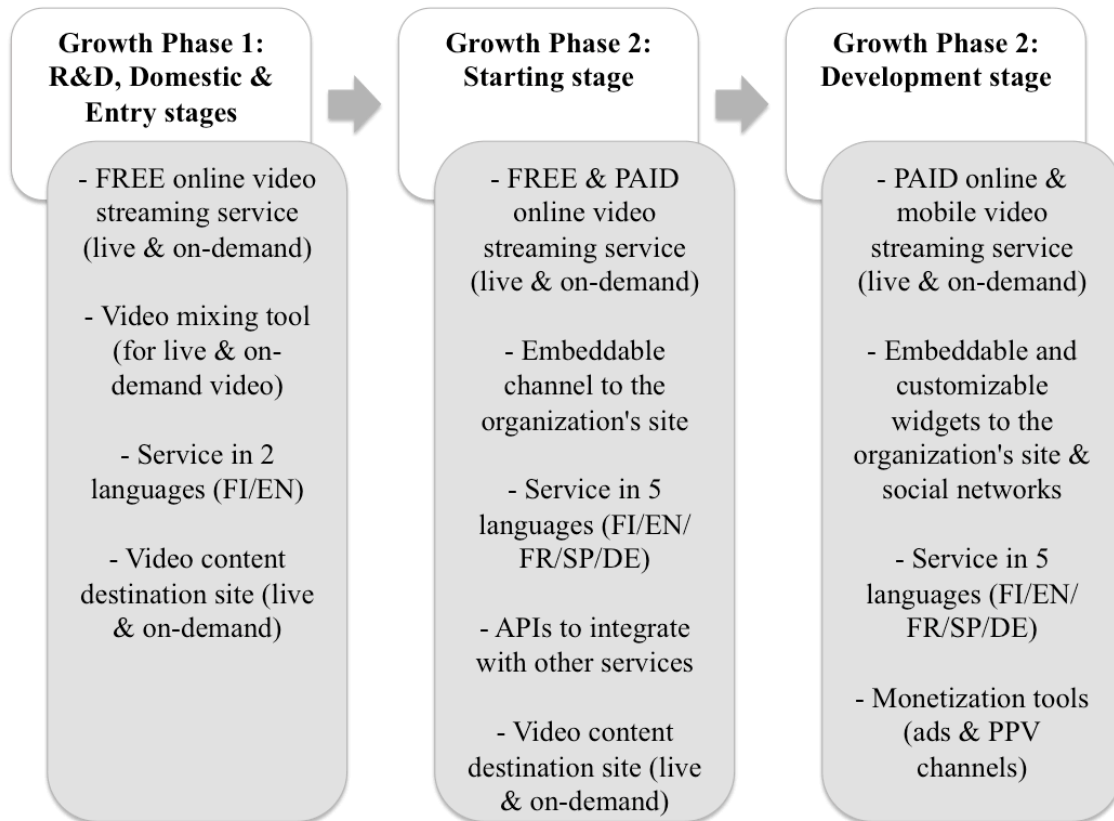 Growth Phase 1:
R&D, Domestic &
Entry stages
- FREE online video
streaming service
(live & on-demand)
- Video mixing tool
(for live & on-
demand video)
- Service in 2
languages (FI/EN)
- Video content
destination site (live
& on-demand)
Growth Phase 2:
Starting stage
- FREE & PAID
online video
streaming service
(live & on-demand)
- Embeddable
channel to the
organization's site
- Service in 5
languages (FI/EN/
FR/SP/DE)
- APIs to integrate
with other services
- Video content
destination site (live
& on-demand)
Growth Phase 2:
Development stage
- PAID online &
mobile video
streaming service
(live & on-demand)
- Embeddable and
customizable
widgets to the
organization's site &
social networks
- Service in 5
languages (FI/EN/
FR/SP/DE)
- Monetization tools
(ads & PPV
channels)